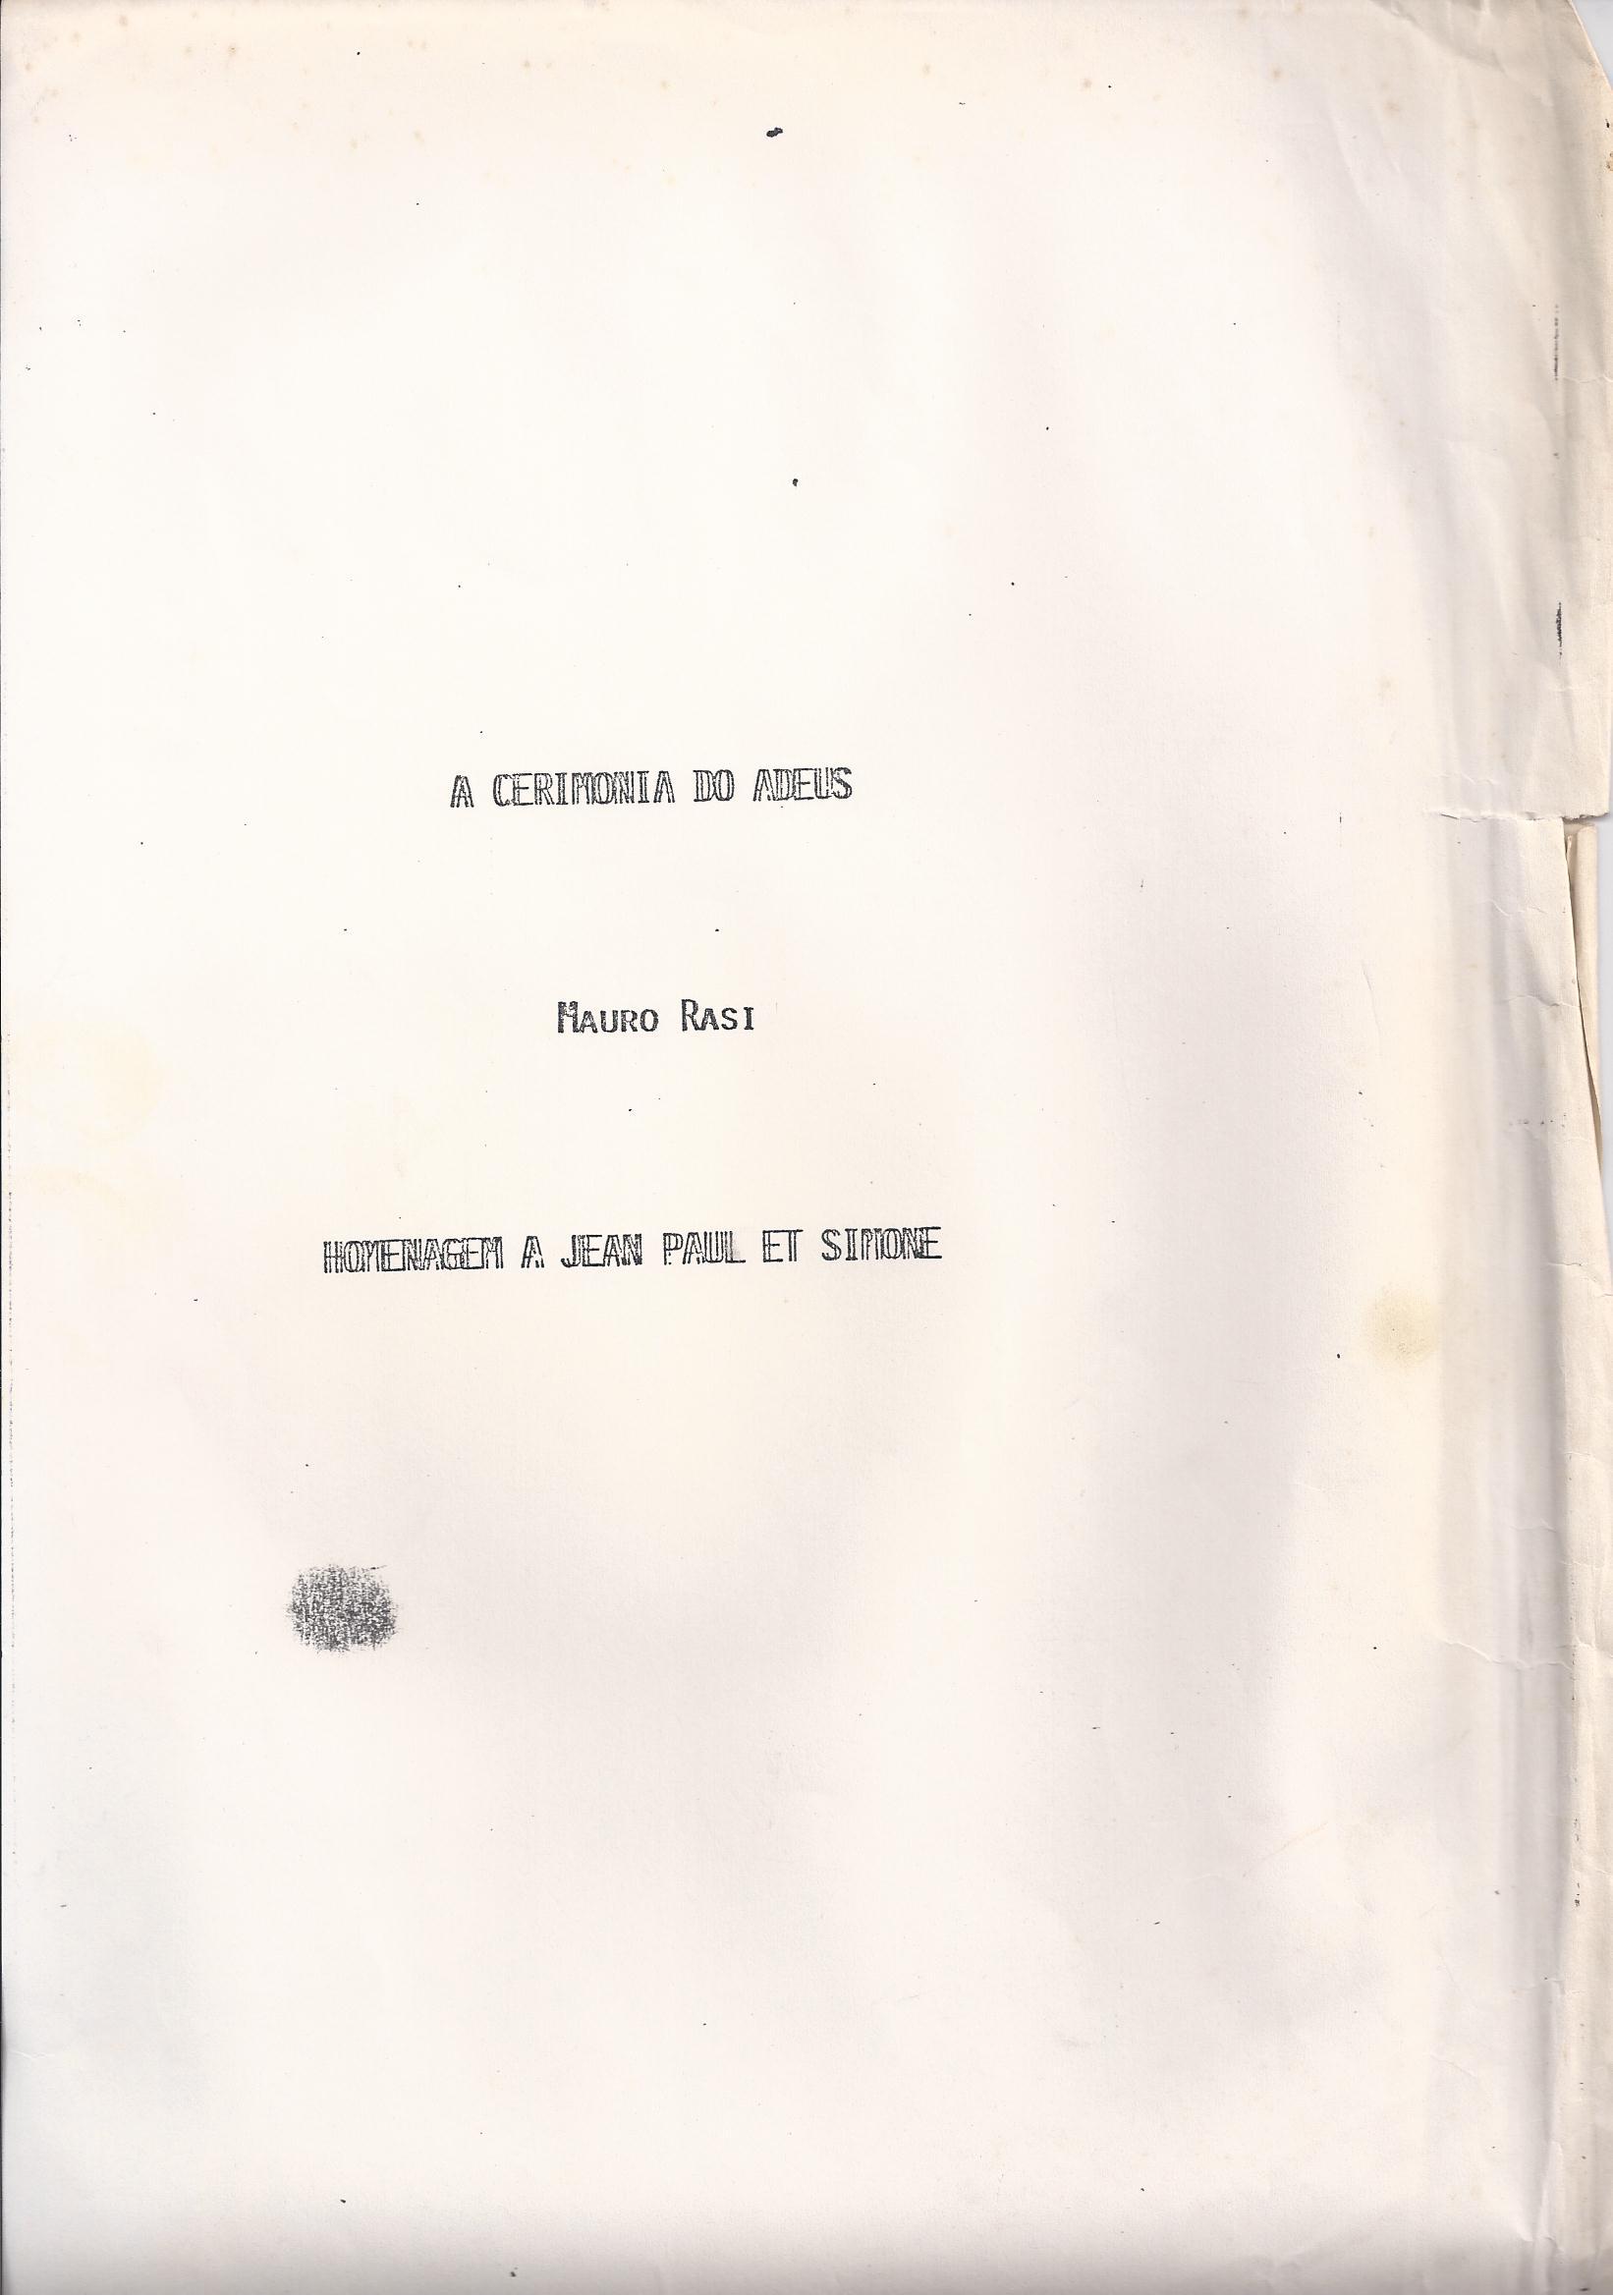 A CERIMONIA DO ADEUS
MAURO RASI
HOMENAGEM A JEAN PAUL ET SIMONE